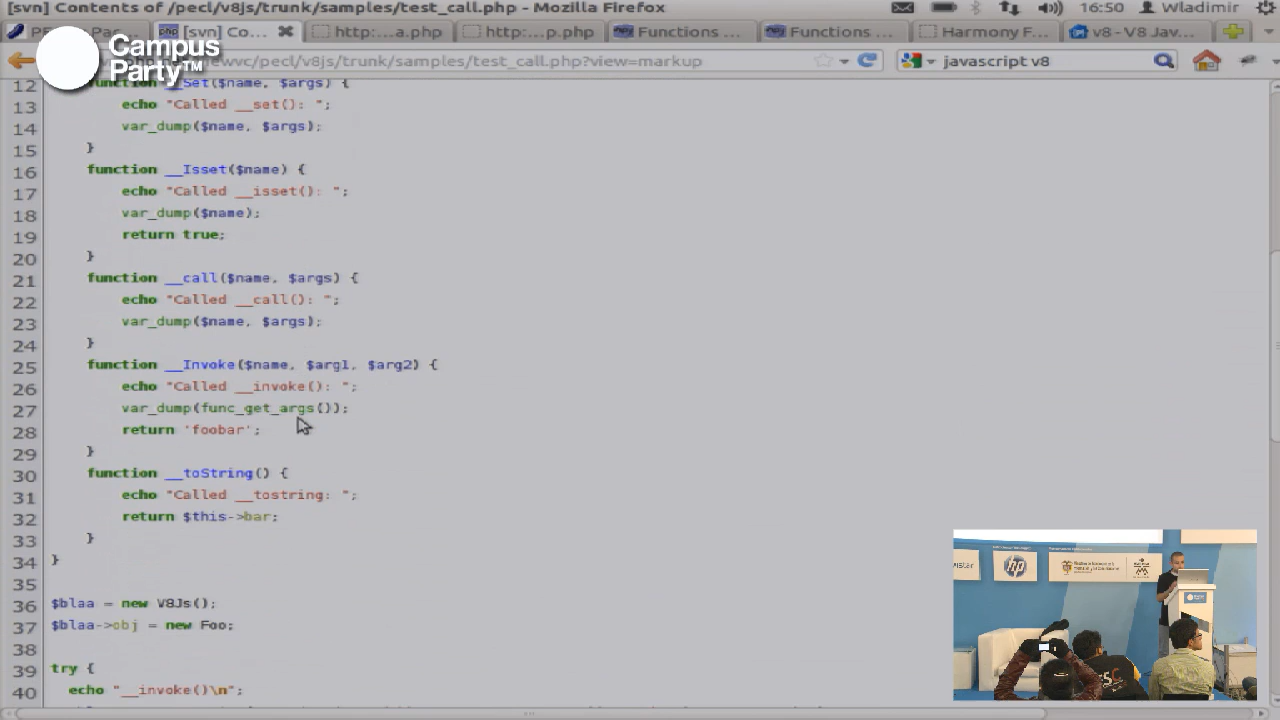 [svn] Contents of /pecl/v8js/trunk/samples/test_call.php - Mozilla Firefox
16:50 Wladimir
[svn] Co... http:...a.php http:...p.php Functions ... Functions ... Harmony F... v8 - V8 Jav...
Campus
Party™
wvc/pecl/v8js/trunk/samples/test_call.php?view=markup
javascript v8
12 function __Set($name, $args) {
13 echo "Called __set(): ";
14 var_dump($name, $args);
15 }
16 function __Isset($name) {
17 echo "Called __isset(): ";
18 var_dump($name);
19 return true;
20 }
21 function __call($name, $args) {
22 echo "Called __call(): ";
23 var_dump($name, $args);
24 }
25 function __Invoke($name, $arg1, $arg2) {
26 echo "Called __invoke(): ";
27 var_dump(func_get_args());
28 return 'foobar';
29 }
30 function __toString() {
31 echo "Called __tostring: ";
32 return $this->bar;
33 }
34 }
35
36 $blaa = new V8Js();
37 $blaa->obj = new Foo;
38
39 try {
40 echo "__invoke()\n";
istar
hp